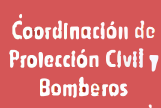 Coordinación de
Protección Civil y
Bomberos